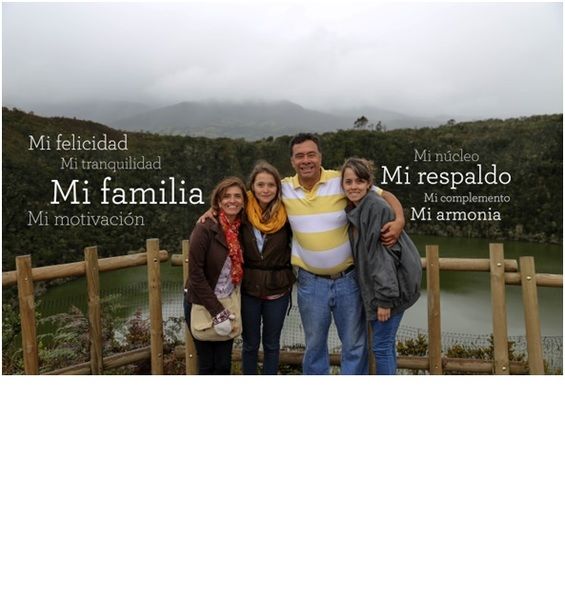 Mi felicidad
Mi tranquilidad
Mi familia
Mi motivación
Mi núcleo
Mi respaldo
Mi complemento
Mi armonia